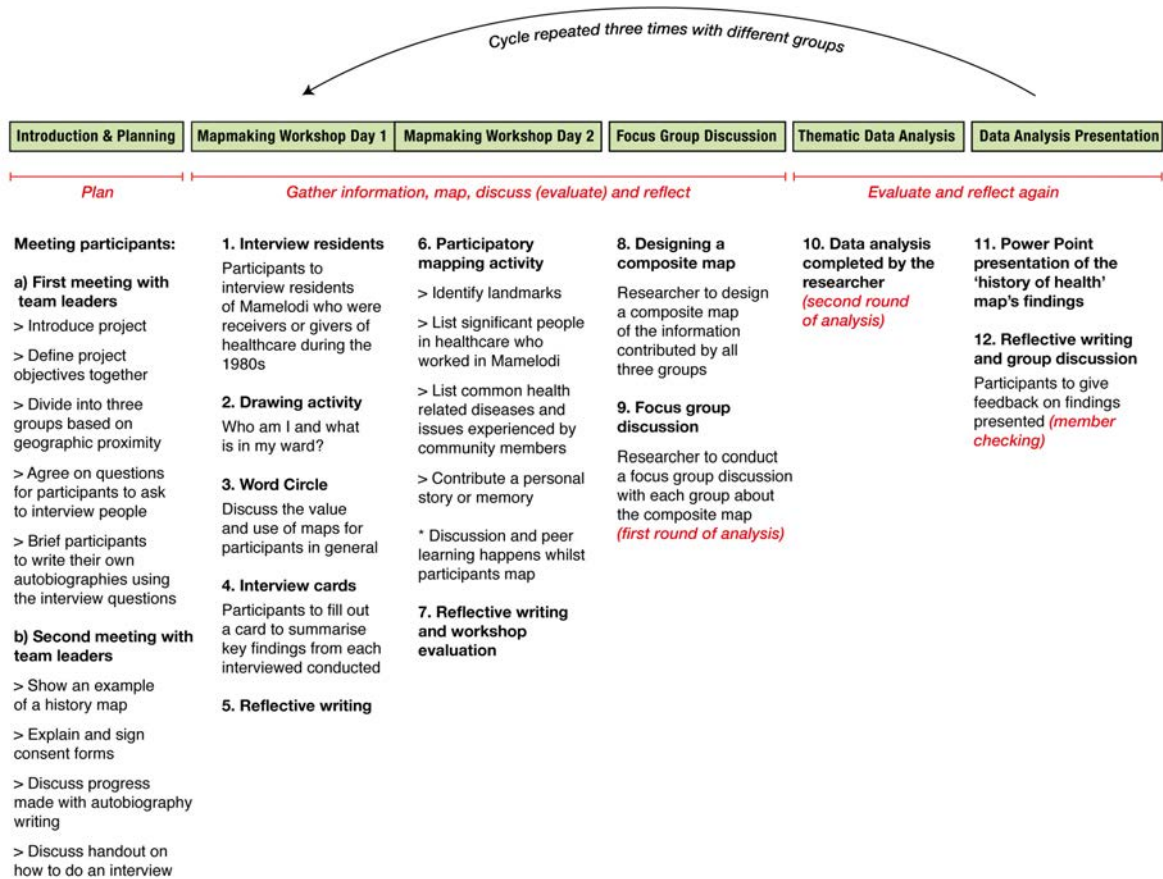 Cycle repeated three times with different groups
Introduction & Planning
Mapmaking Workshop Day 1
Mapmaking Workshop Day 2
Focus Group Discussion
Thematic Data Analysis
Data Analysis Presentation
Plan
Gather information, map, discuss (evaluate) and reflect
Evaluate and reflect again
Meeting participants:
a) First meeting with
team leaders
> Introduce project
> Define project
objectives together
> Divide into three
groups based on
geographic proximity
> Agree on questions
for participants to ask
to interview people
> Brief participants
to write their own
autobiographies using
the interview questions
b) Second meeting with
team leaders
> Show an example
of a history map
> Explain and sign
consent forms
> Discuss progress
made with autobiography
writing
> Discuss handout on
how to do an interview
1. Interview residents
Participants to
interview residents
of Mamelodi who were
receivers or givers of
healthcare during the
1980s
2. Drawing activity
Who am I and what
is in my ward?
3. Word Circle
Discuss the value
and use of maps for
participants in general
4. Interview cards
Participants to fill out
a card to summarise
key findings from each
interviewed conducted
5. Reflective writing
6. Participatory
mapping activity
> Identify landmarks
> List significant people
in healthcare who
worked in Mamelodi
> List common health
related diseases and
issues experienced by
community members
> Contribute a personal
story or memory
* Discussion and peer
learning happens whilst
participants map
7. Reflective writing
and workshop
evaluation
8. Designing a
composite map
Researcher to design
a composite map
of the information
contributed by all
three groups
9. Focus group
discussion
Researcher to conduct
a focus group discussion
with each group about
the composite map
(first round of analysis)
10. Data analysis
completed by the
researcher
(second round
of analysis)
11. Power Point
presentation of the
‘history of health’
map’s findings
12. Reflective writing
and group discussion
Participants to give
feedback on findings
presented (member
checking)